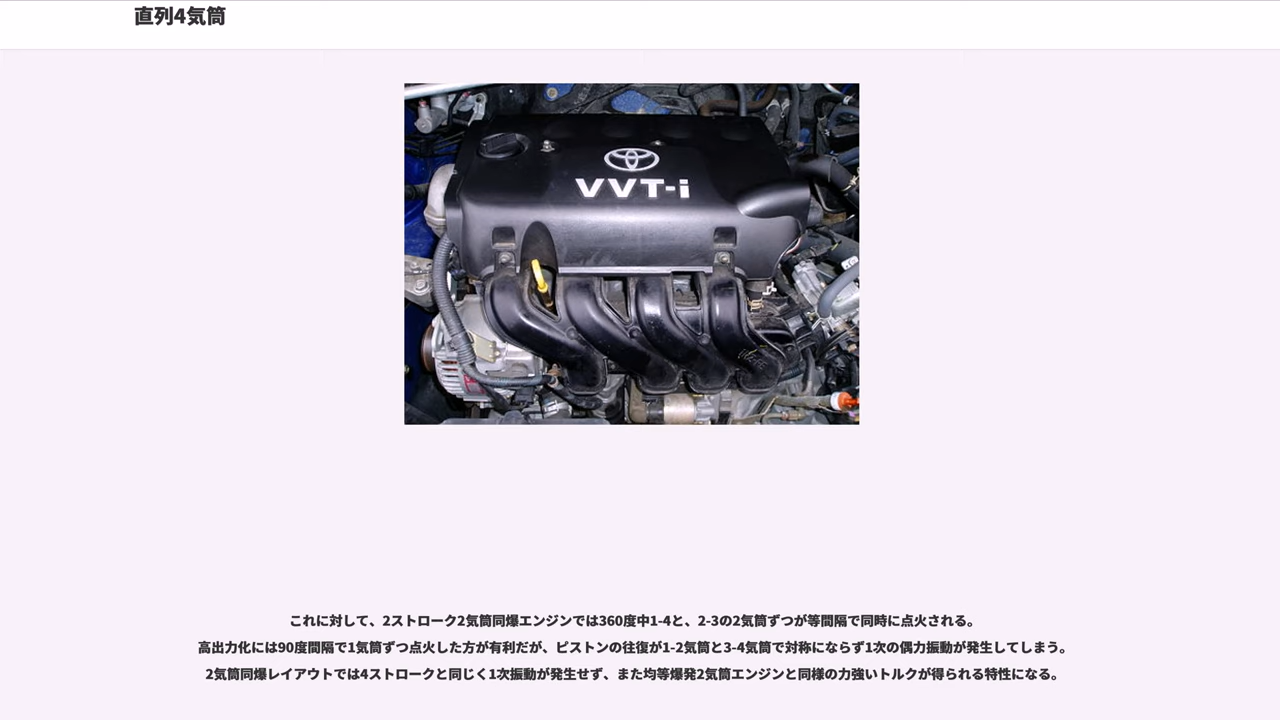 直列4気筒
VVT-i
これに対して、2ストローク2気筒同爆エンジンでは360度中1-4と、2-3の2気筒ずつが等間隔で同時に点火される。
高出力化には90度間隔で1気筒ずつ点火した方が有利だが、ピストンの往復が1-2気筒と3-4気筒で対称にならず1次の偶力振動が発生してしまう。
2気筒同爆レイアウトでは4ストロークと同じく1次振動が発生せず、また均等爆発2気筒エンジンと同様の力強いトルクが得られる特性になる。